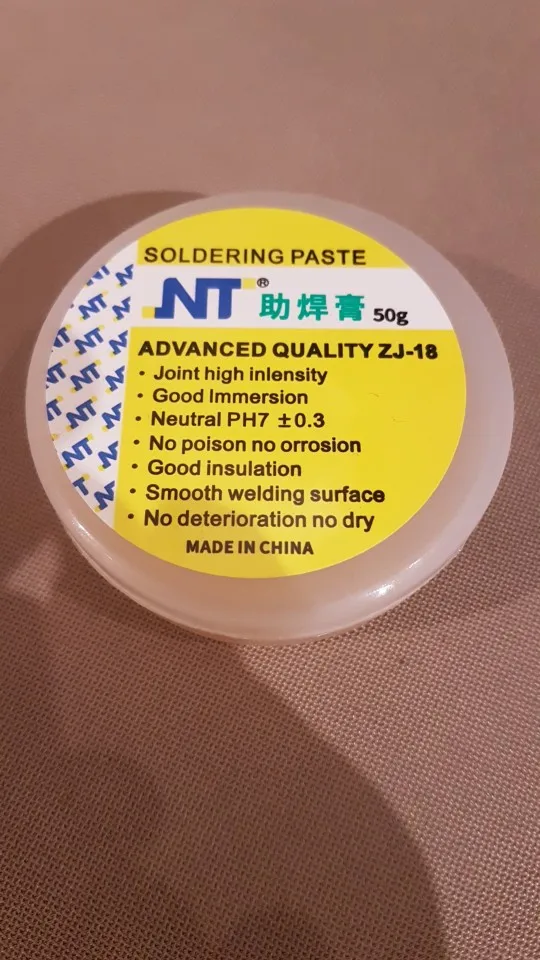 SOLDERING PASTE
NT® 助焊膏 50g
ADVANCED QUALITY ZJ-18
• Joint high inlensity
• Good Immersion
• Neutral PH7 ±0.3
• No poison no orrosion
• Good insulation
• Smooth welding surface
• No deterioration no dry
MADE IN CHINA